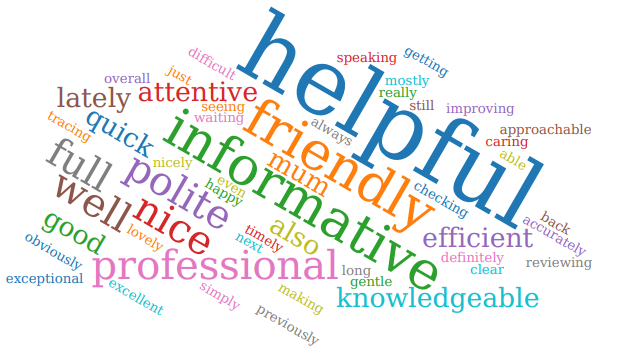 helpful
getting
speaking
difficult
just
mostly
overall
attentive
really
lately
seeing
still
improving
waiting
friendly
always
tracing
quick
informative
approachable
caring
able
full
nicely
mum
polite
even
happy
checking
well
nice
also
back
accurately
good
lovely
timely
next
efficient
obviously
professional
definitely
reviewing
long
clear
exceptional
gentle
excellent
simply
making
knowledgeable
previously